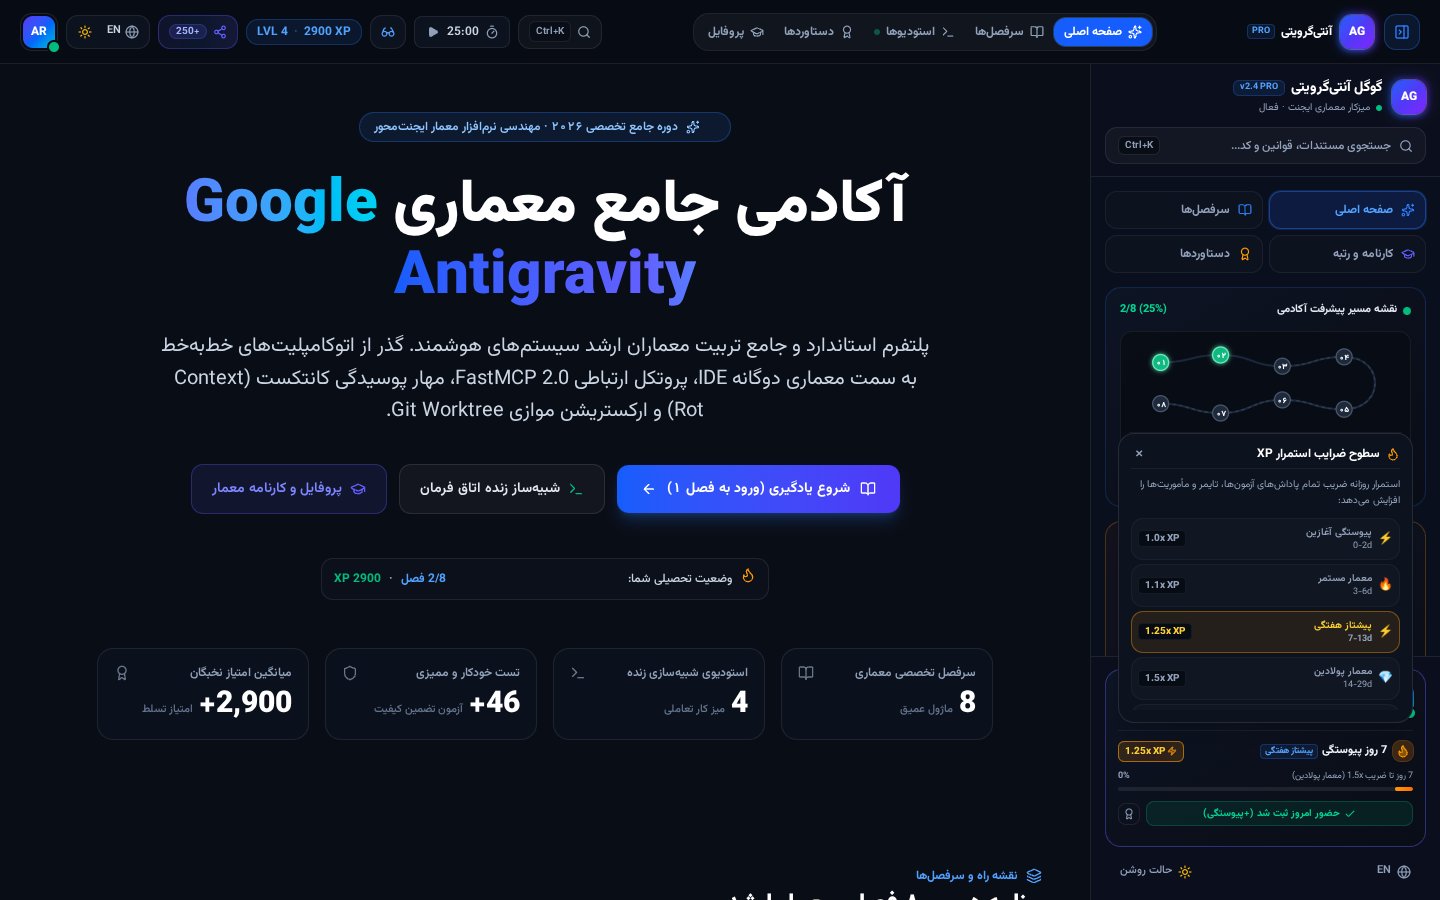 AG
آنتی‌گرویتی PRO
صفحه اصلی
سرفصل‌ها
استودیوها
دستاوردها
پروفایل
Ctrl+K
25:00
LVL 4 · 2900 XP
250+
EN
AR
AG
گوگل آنتی‌گرویتی v2.4 PRO
میزکار معماری ایجنت · فعال
جستجوی مستندات، قوانین و کد...
Ctrl+K
صفحه اصلی
سرفصل‌ها
کارنامه و رتبه
دستاوردها
نقشه مسیر پیشرفت آکادمی
2/8 (25%)
۰۱
۰۲
۰۳
۰۴
۰۵
۰۶
۰۷
۰۸
سطوح ضرایب استمرار XP
×
استمرار روزانه ضریب تمام پاداش‌های آزمون‌ها، تایمر و مأموریت‌ها را
افزایش می‌دهد:
پیوستگی آغازین
0-2d
1.0x XP
معمار مستمر
3-6d
1.1x XP
پیشتاز هفتگی
7-13d
1.25x XP
معمار پولادین
14-29d
1.5x XP
7 روز پیوستگی
پیشتاز هفتگی
1.25x XP
7 روز تا ضریب 1.5x (معمار پولادین)
0%
حضور امروز ثبت شد (+پیوستگی)
EN
حالت روشن
دوره جامع تخصصی ۲۰۲۶ · مهندسی نرم‌افزار معمار ایجنت‌محور
آکادمی جامع معماری Google
Antigravity
پلتفرم استاندارد و جامع تربیت معماران ارشد سیستم‌های هوشمند. گذر از اتوکامپلیت‌های خط‌به‌خط
به سمت معماری دوگانه IDE، پروتکل ارتباطی FastMCP 2.0، مهار پوسیدگی کانتکست (Context
Rot) و ارکستریشن موازی Git Worktree.
شروع یادگیری (ورود به فصل ۱)
شبیه‌ساز زنده اتاق فرمان
پروفایل و کارنامه معمار
وضعیت تحصیلی شما:
2/8 فصل · 2900 XP
سرفصل تخصصی معماری
8 ماژول عمیق
استودیوی شبیه‌سازی زنده
4 میز کار تعاملی
تست خودکار و ممیزی
46+ آزمون تضمین کیفیت
میانگین امتیاز نخبگان
2,900+ امتیاز تسلط
نقشه راه و سرفصل‌ها